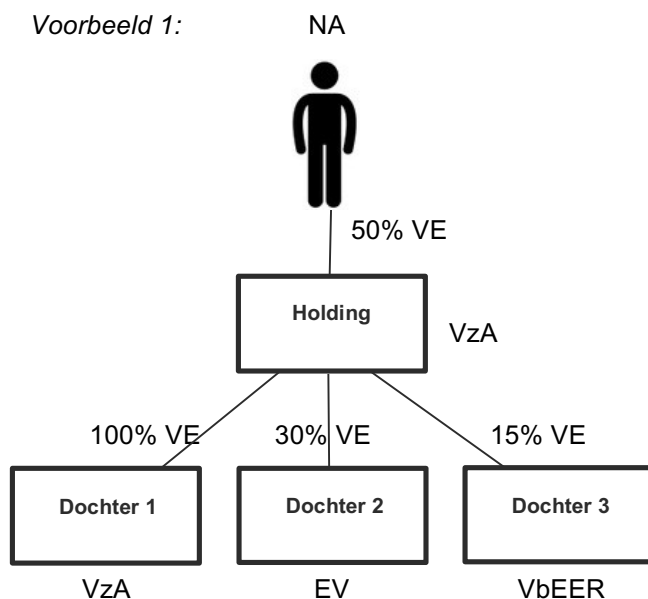 Voorbeeld 1: NA
50% VE
Holding
VzA
100% VE 30% VE 15% VE
Dochter 1 Dochter 2 Dochter 3
VzA EV VbEER